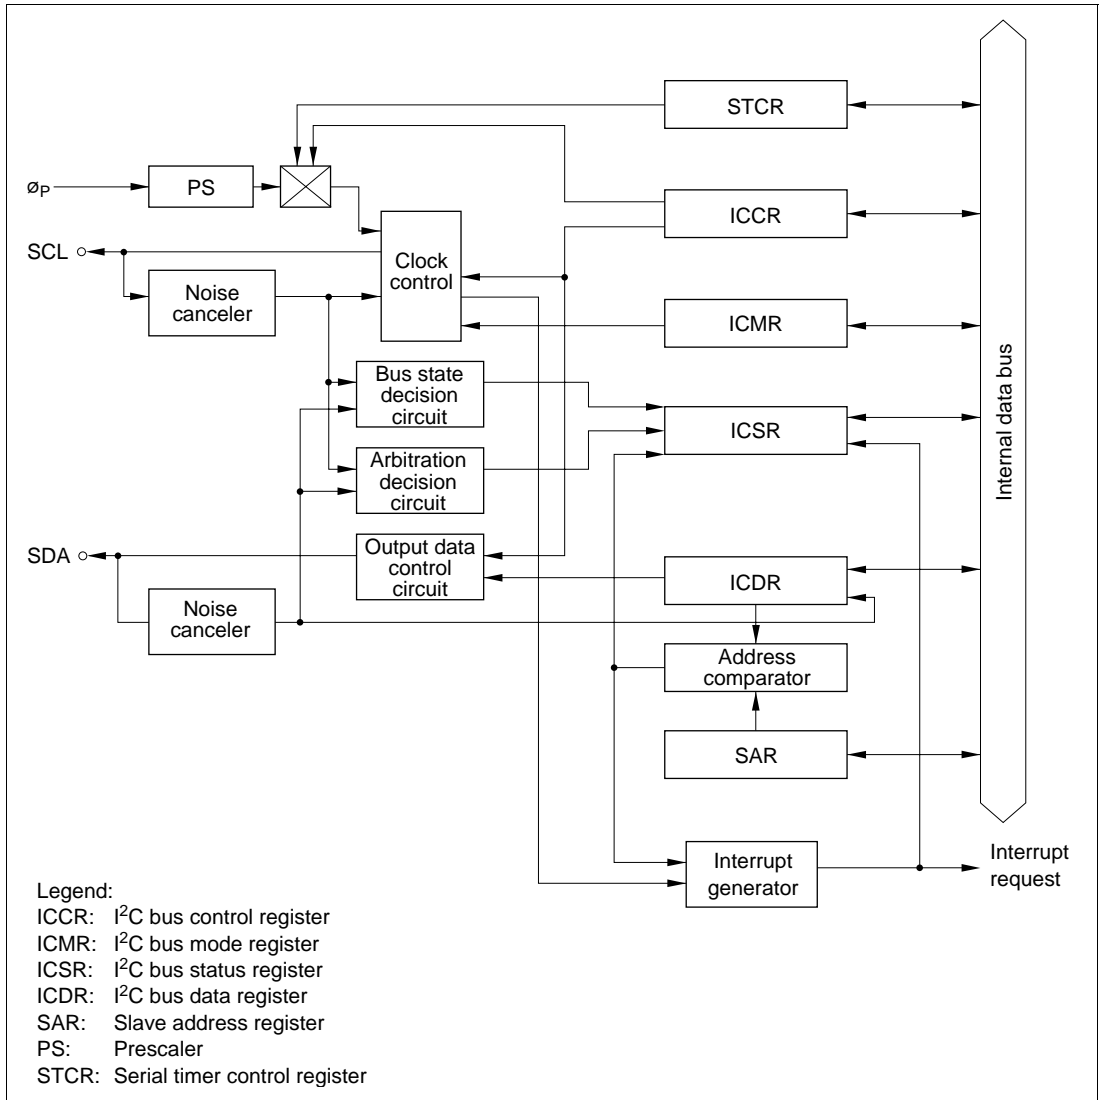 STCR
øP
PS
ICCR
SCL
Clock
control
Noise
canceler
ICMR
Bus state
decision
circuit
ICSR
Internal data bus
Arbitration
decision
circuit
SDA
Output data
control
circuit
ICDR
Noise
canceler
Address
comparator
SAR
Interrupt
generator
Interrupt
request
Legend:
ICCR: I²C bus control register
ICMR: I²C bus mode register
ICSR: I²C bus status register
ICDR: I²C bus data register
SAR: Slave address register
PS: Prescaler
STCR: Serial timer control register